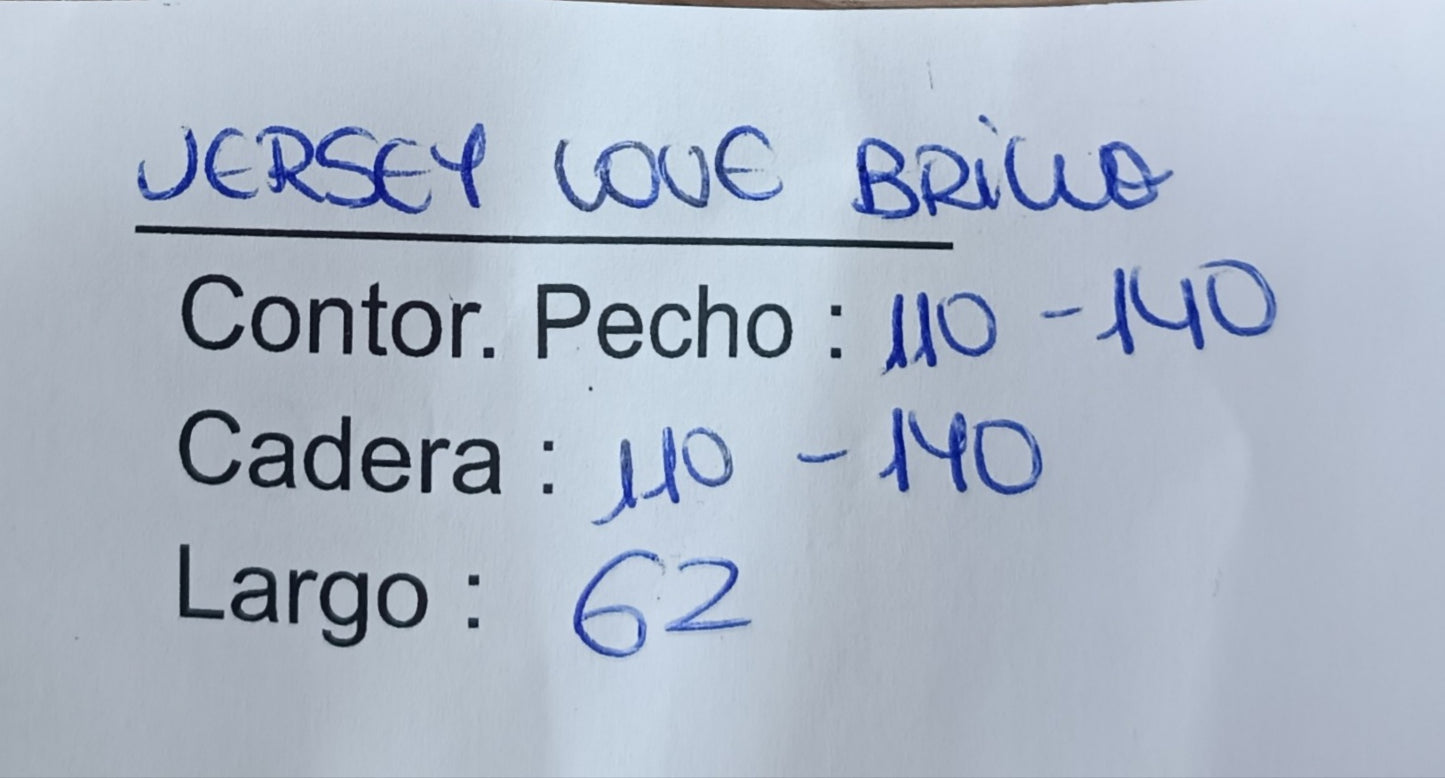 JERSEY LOVE BRILLO
Contor. Pecho : 110 - 140
Cadera : 110 - 140
Largo : 62